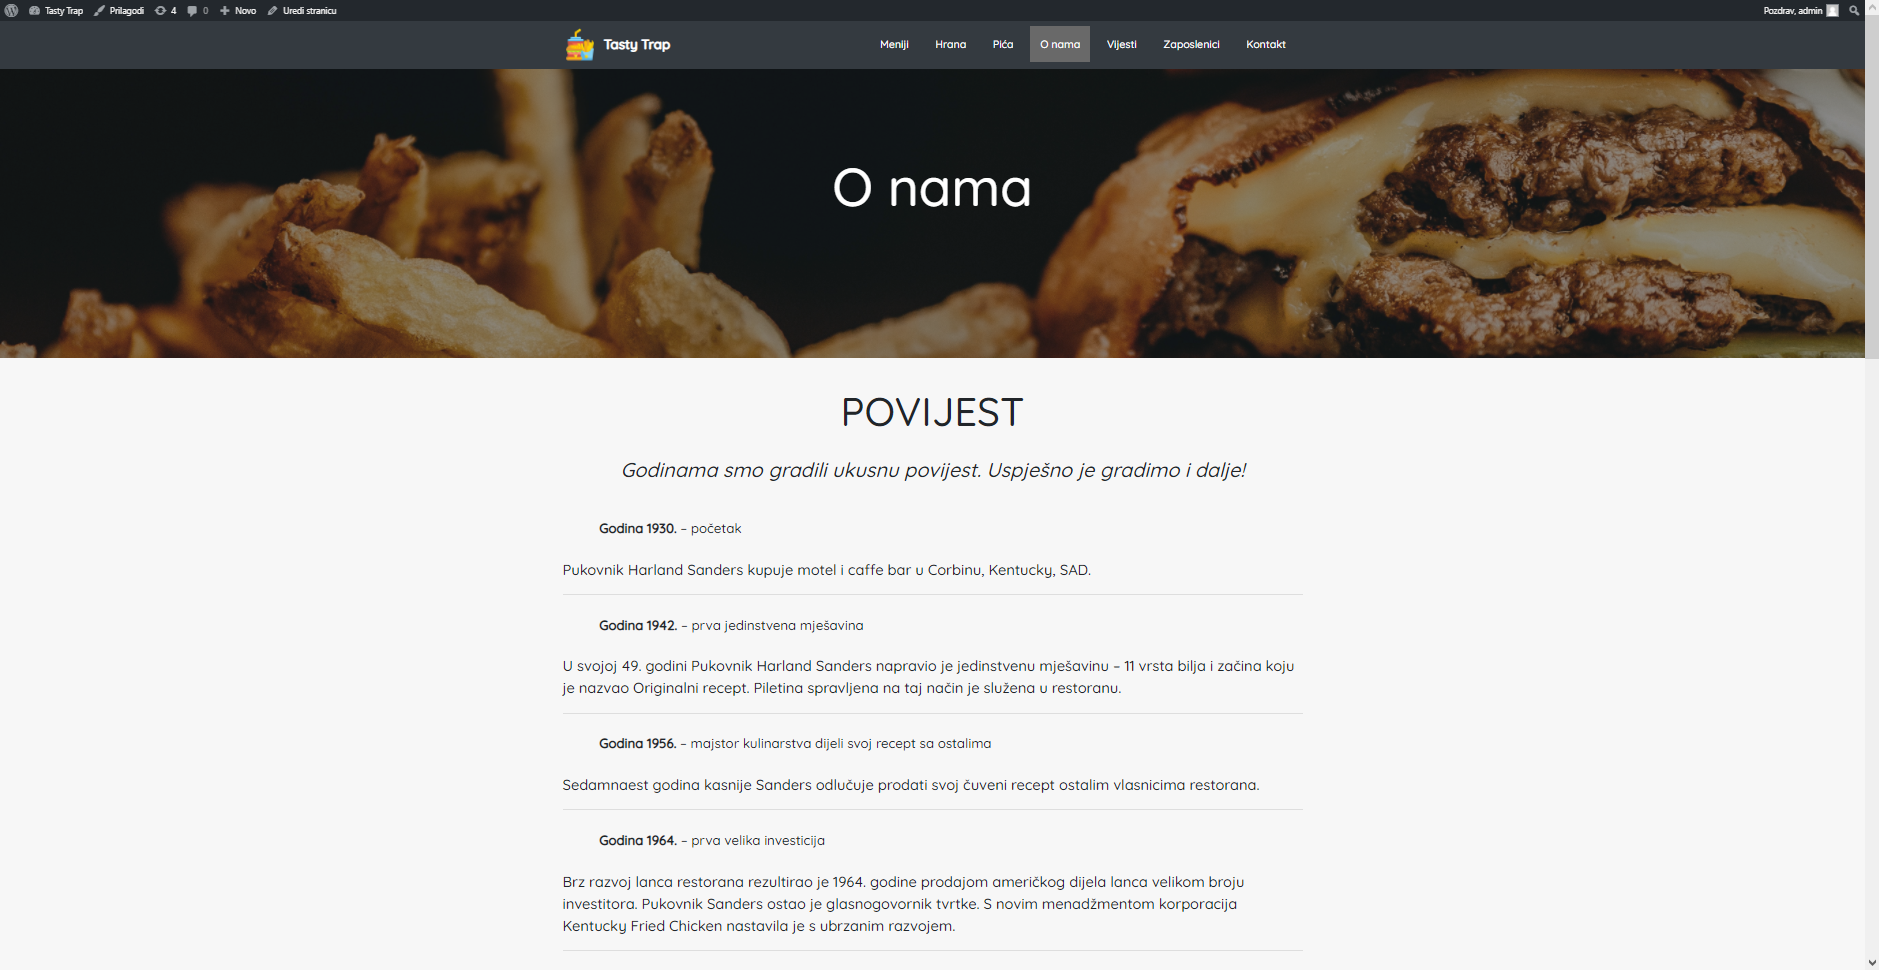 Tasty Trap Prilagodi 4 0 Novo Uredi stranicu Pozdrav, admin
Tasty Trap Meniji Hrana Pića O nama Vijesti Zaposlenici Kontakt
O nama
POVIJEST
Godinama smo gradili ukusnu povijest. Uspješno je gradimo i dalje!
Godina 1930. – početak
Pukovnik Harland Sanders kupuje motel i caffe bar u Corbinu, Kentucky, SAD.
Godina 1942. – prva jedinstvena mješavina
U svojoj 49. godini Pukovnik Harland Sanders napravio je jedinstvenu mješavinu – 11 vrsta bilja i začina koju
je nazvao Originalni recept. Piletina spravljena na taj način je služena u restoranu.
Godina 1956. – majstor kulinarstva dijeli svoj recept sa ostalima
Sedamnaest godina kasnije Sanders odlučuje prodati svoj čuveni recept ostalim vlasnicima restorana.
Godina 1964. – prva velika investicija
Brz razvoj lanca restorana rezultirao je 1964. godine prodajom američkog dijela lanca velikom broju
investitora. Pukovnik Sanders ostao je glasnogovornik tvrtke. S novim menadžmentom korporacija
Kentucky Fried Chicken nastavila je s ubrzanim razvojem.